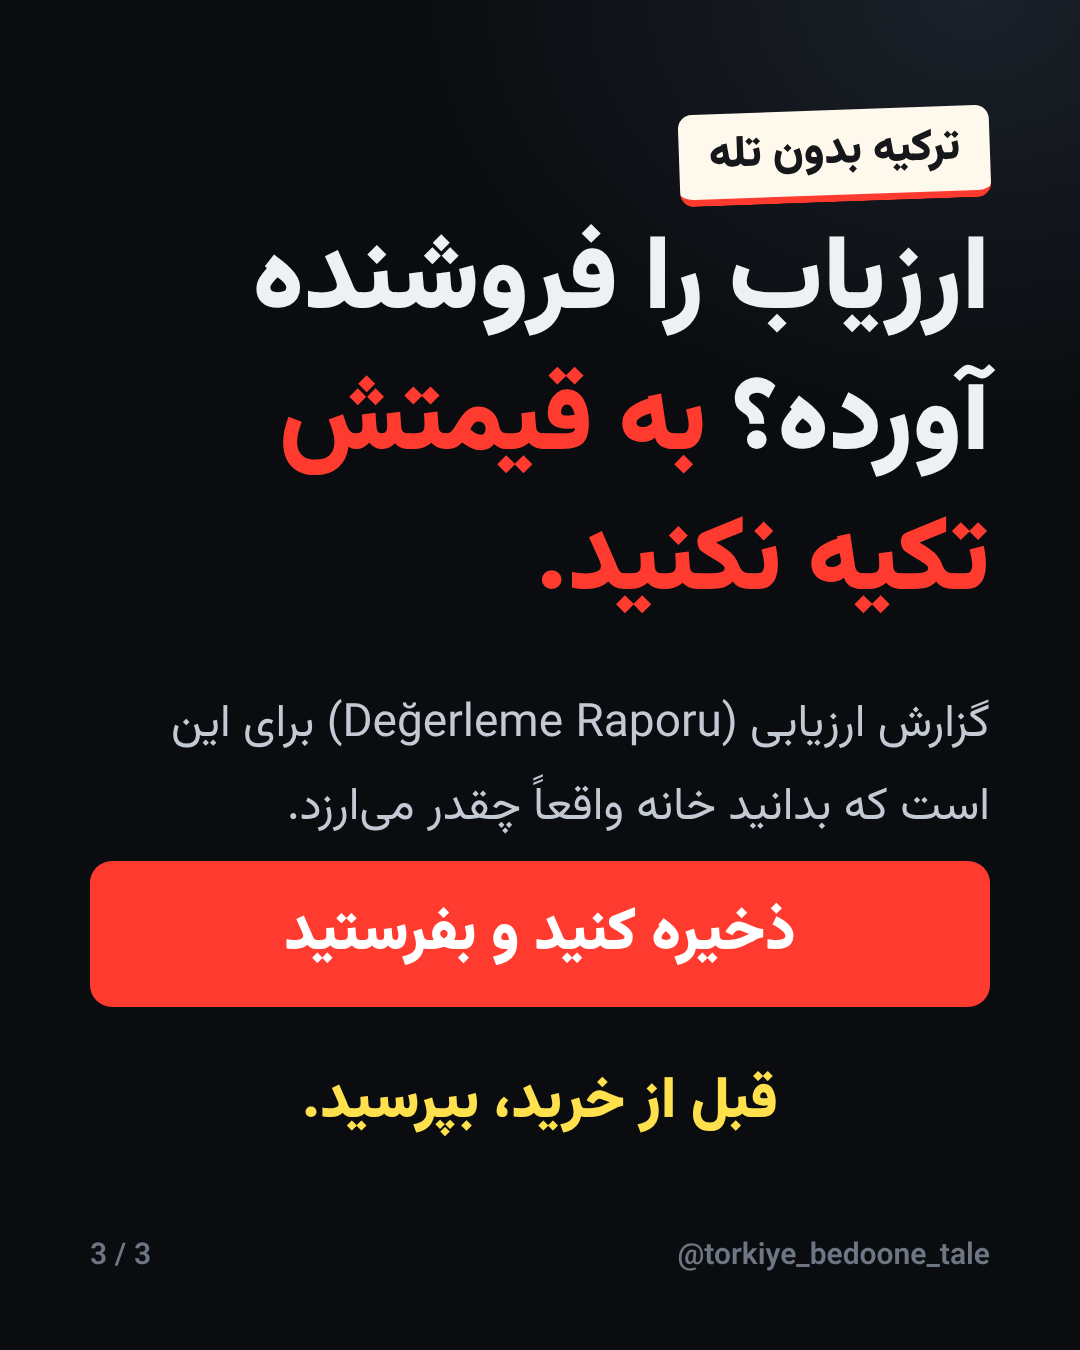 ترکیه بدون تله
ارزیاب را فروشنده
آورده؟ به قیمتش
تکیه نکنید.
گزارش ارزیابی (Değerleme Raporu) برای این
است که بدانید خانه واقعاً چقدر می‌ارزد.
ذخیره کنید و بفرستید
قبل از خرید، بپرسید.
3 / 3
@torkiye_bedoone_tale